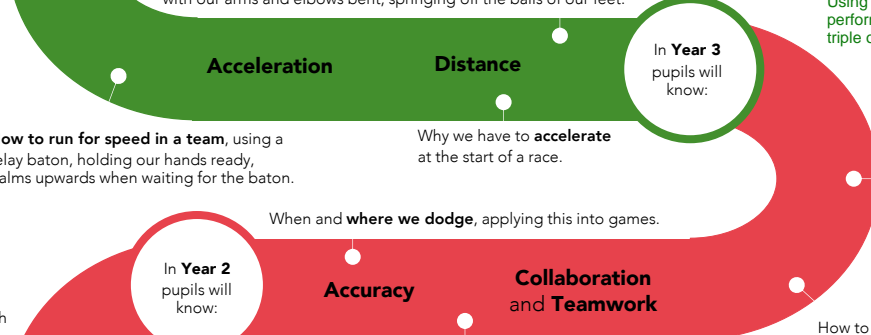 with our arms and elbows bent, springing off the balls of our feet.
Using
triple
Acceleration
Distance
In Year 3
pupils will
know:
how to run for speed in a team, using a
relay baton, holding our hands ready,
palms upwards when waiting for the baton.
Why we have to accelerate
at the start of a race.
When and where we dodge, applying this into games.
In Year 2
pupils will
know:
Accuracy
Collaboration
and Teamwork
How to